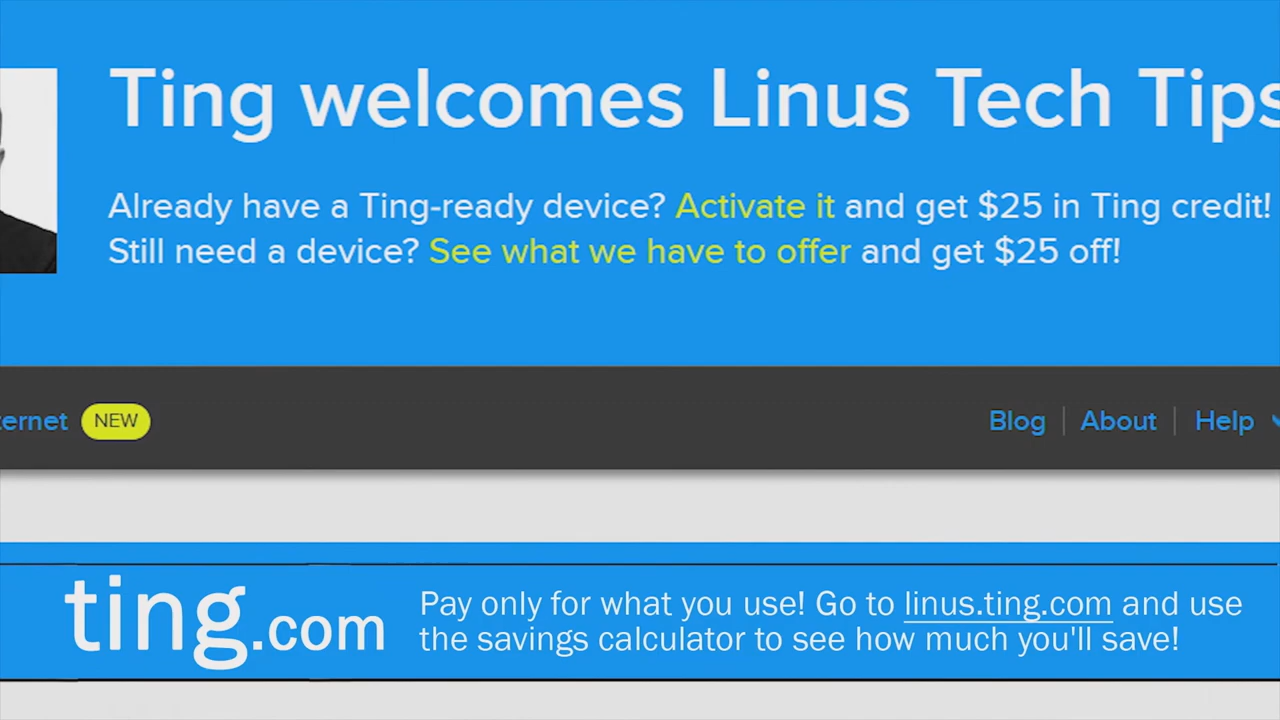 Ting welcomes Linus Tech Tips
Already have a Ting-ready device? Activate it and get $25 in Ting credit!
Still need a device? See what we have to offer and get $25 off!
ternet NEW
Blog About Help
ting.com
Pay only for what you use! Go to linus.ting.com and use
the savings calculator to see how much you'll save!